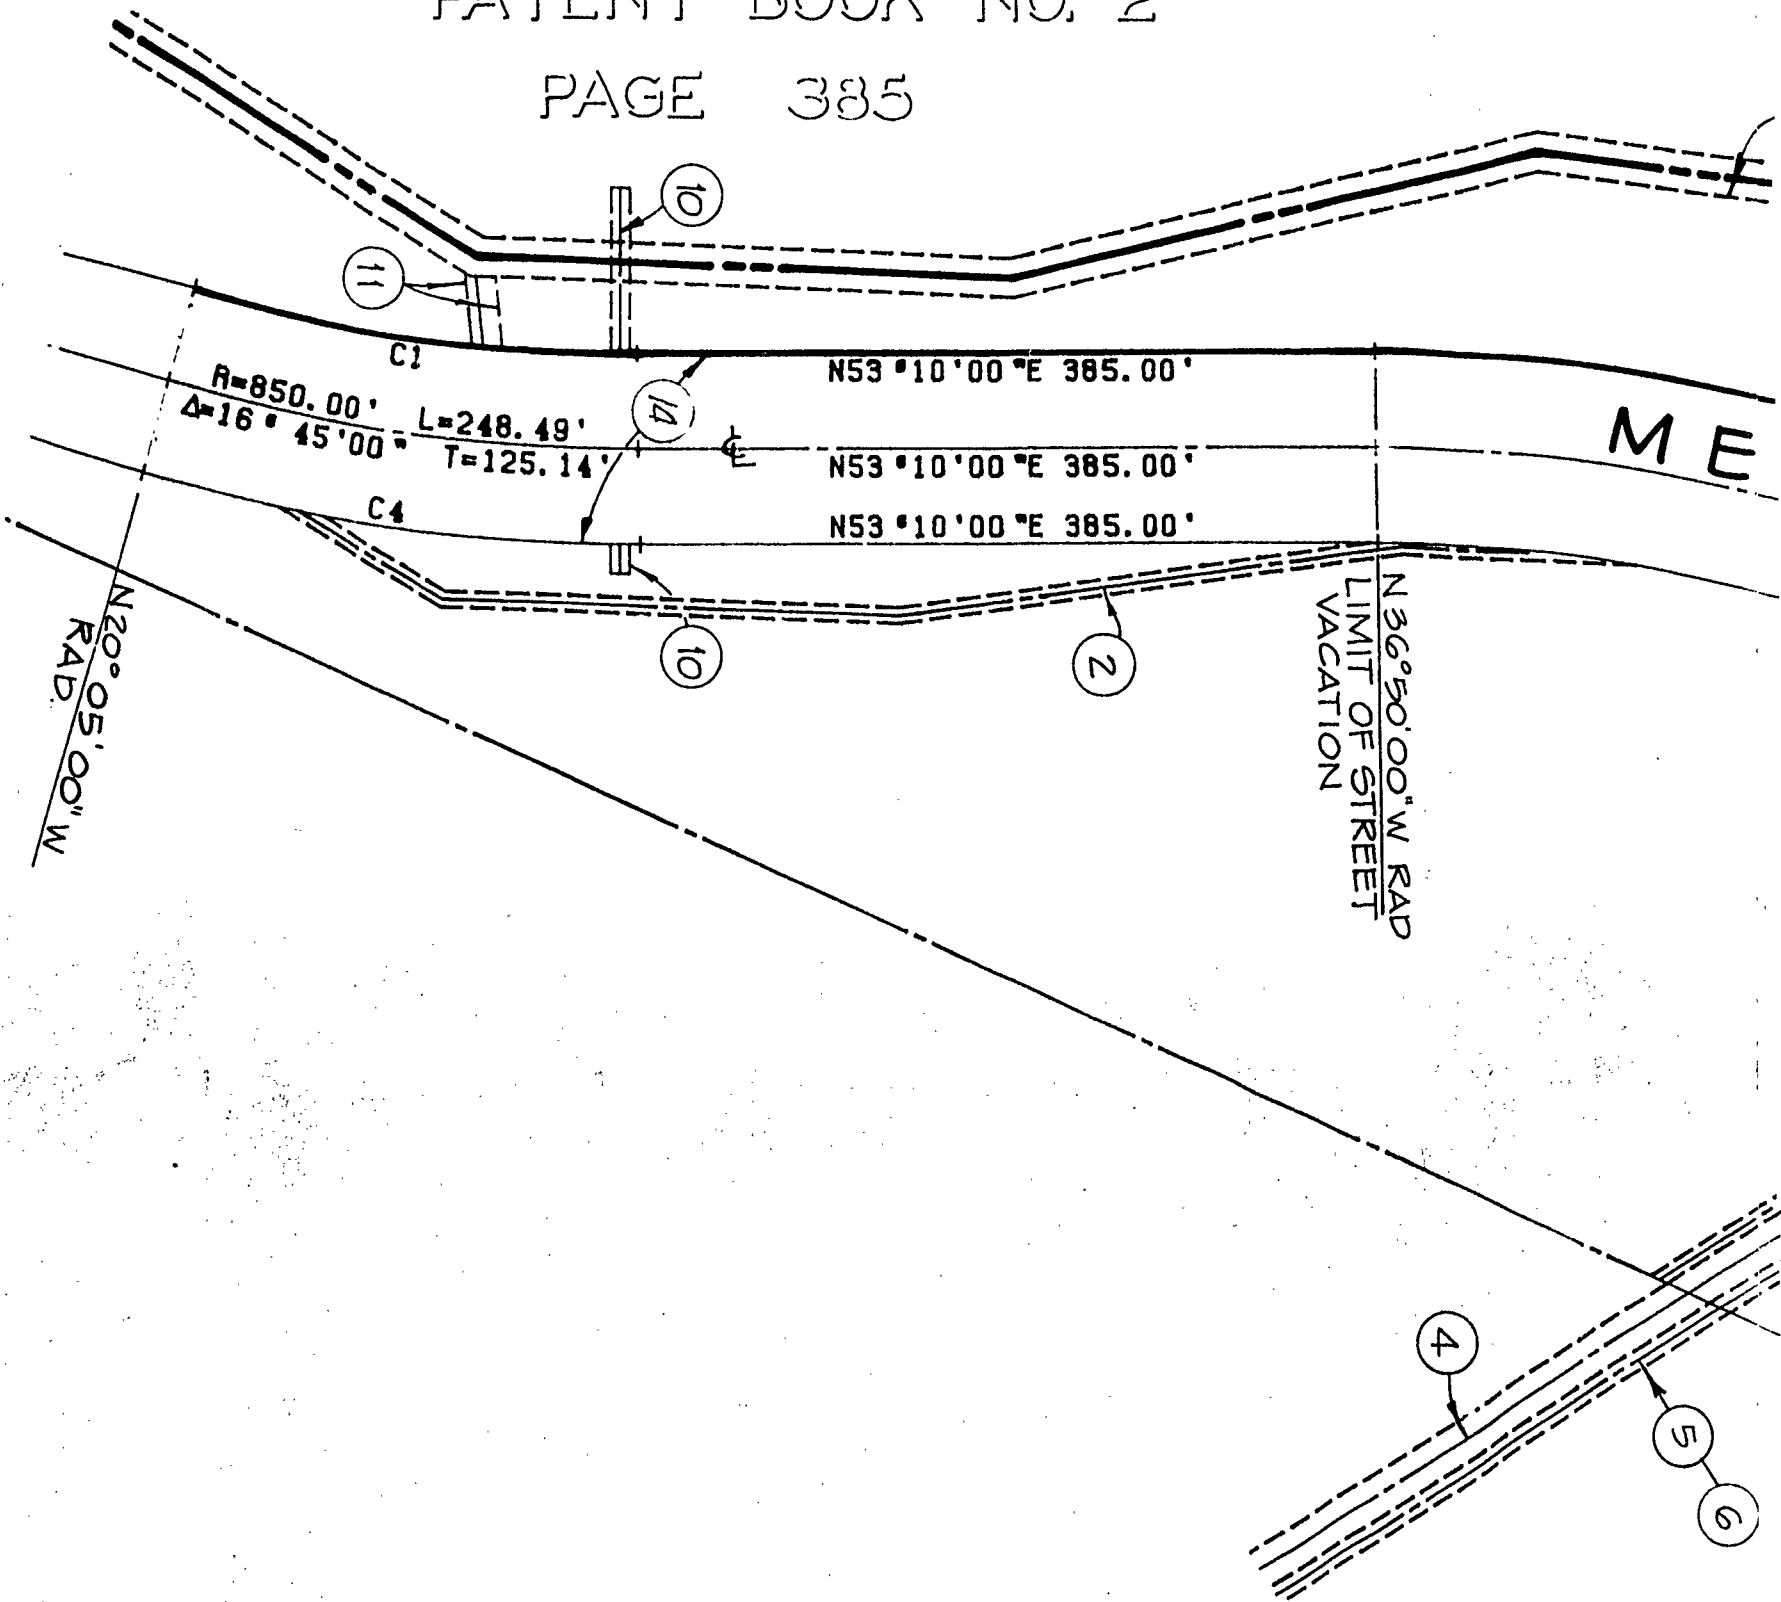 PATENT BOOK NO. 2
PAGE 385
10
11
C1
N53°10'00"E 385.00'
R=850.00' L=248.49'
Δ=16° 45'00" T=125.14'
14
℄
N53°10'00"E 385.00'
ME
C4
N53°10'00"E 385.00'
10
2
N36°50'00"W RAD
LIMIT OF STREET
VACATION
N20°05'00"W
RAD.
4
5
6